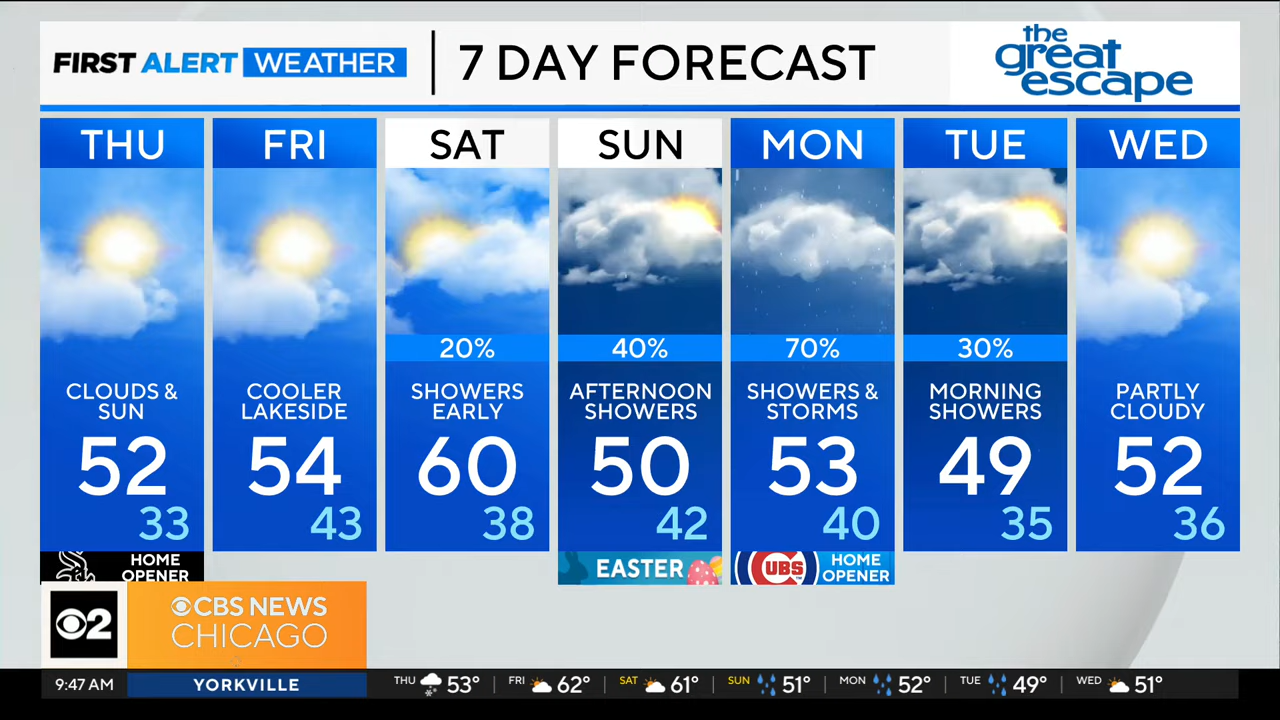 FIRST ALERT WEATHER
7 DAY FORECAST
the
great
escape
THU
FRI
SAT
SUN
MON
TUE
WED
20%
40%
70%
30%
CLOUDS &
SUN
52
33
COOLER
LAKESIDE
54
43
SHOWERS
EARLY
60
38
AFTERNOON
SHOWERS
50
42
SHOWERS &
STORMS
53
40
MORNING
SHOWERS
49
35
PARTLY
CLOUDY
52
36
HOME
OPENER
EASTER
CUBS
HOME
OPENER
2
CBS NEWS
CHICAGO
9:47 AM
YORKVILLE
THU 53°
FRI 62°
SAT 61°
SUN 51°
MON 52°
TUE 49°
WED 51°